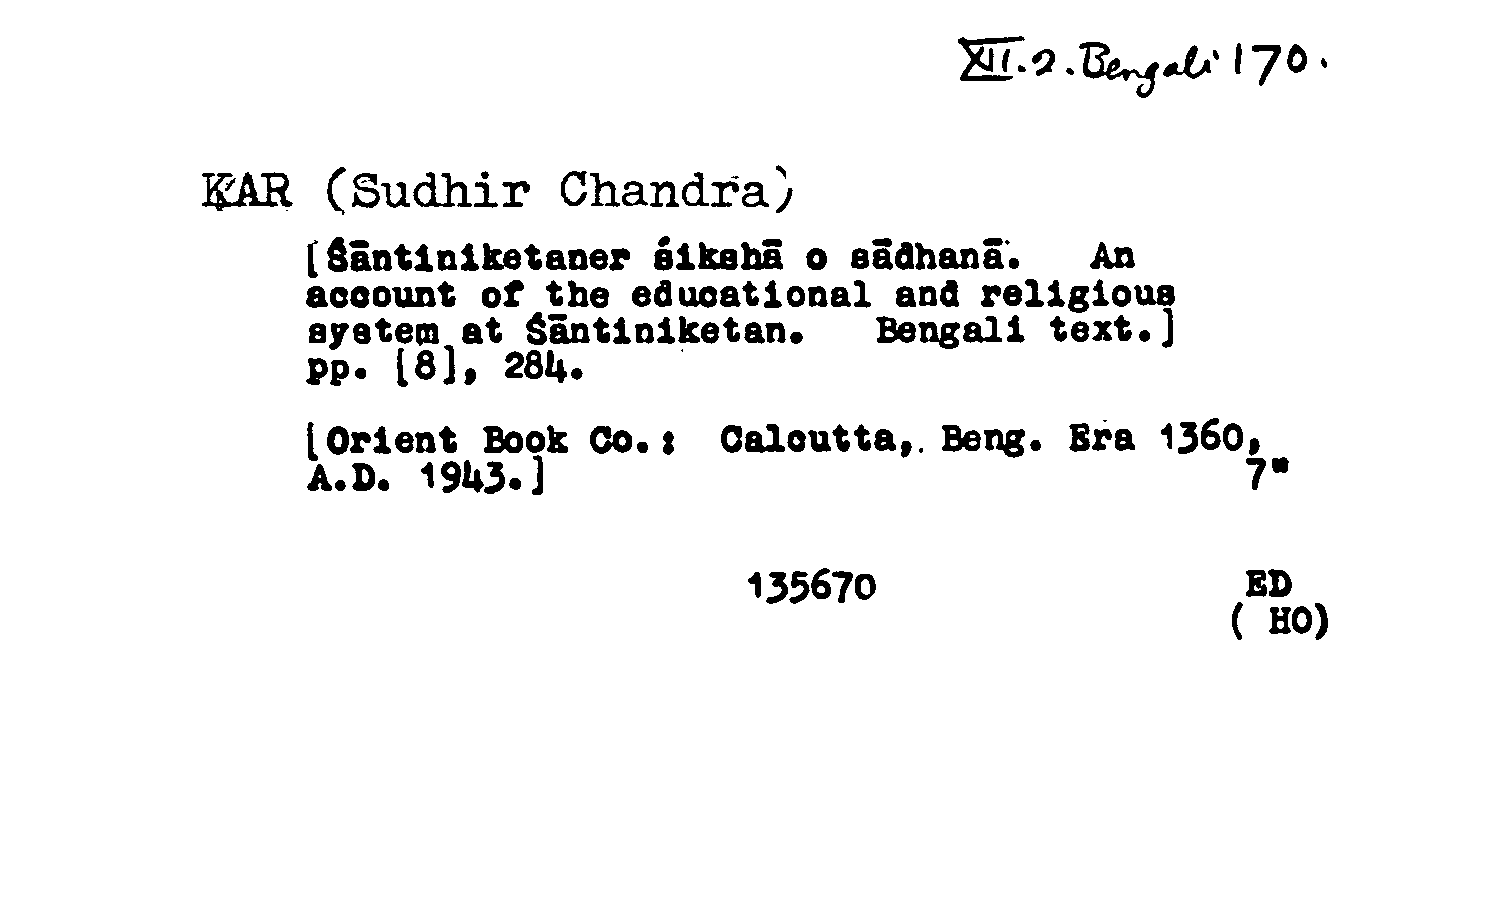 XII.2.Bengali 170.
KAR (Sudhir Chandra)
[Śāntiniketaner śikshā o sādhanā. An
account of the educational and religious
system at Śāntiniketan. Bengali text.]
pp. [8], 284.
[Orient Book Co.: Calcutta, Beng. Era 1360,
A.D. 1943.] 7"
135670 ED
( HO)